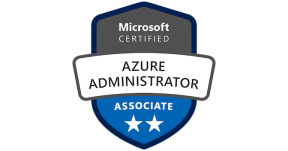 Microsoft
CERTIFIED
AZURE
ADMINISTRATOR
ASSOCIATE